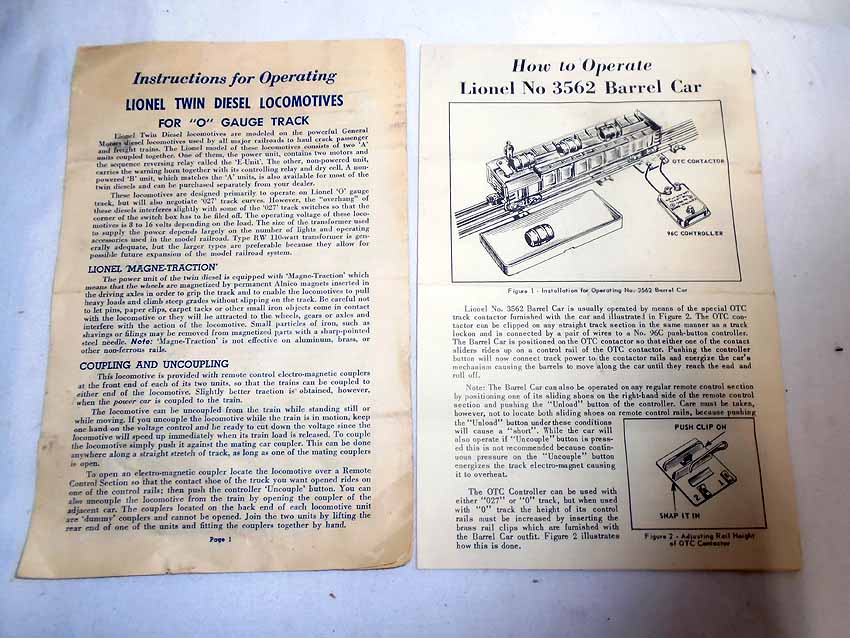 Instructions for Operating
LIONEL TWIN DIESEL LOCOMOTIVES
FOR "O" GAUGE TRACK
Lionel Twin Diesel locomotives are modeled on the powerful General
Motors diesel locomotives used by all major railroads to haul crack passenger
and freight trains. The Lionel model of these locomotives consists of two 'A'
units coupled together. One of them, the power unit, contains two motors and
the sequence reversing relay called the 'E-Unit'. The other, non-powered unit,
carries the warning horn together with its controlling relay and dry cell. A non-
powered 'B' unit, which matches the 'A' units, is also available for most of the
twin diesels and can be purchased separately from your dealer.
These locomotives are designed primarily to operate on Lionel 'O' gauge
track, but will also negotiate '027' track curves. However, the "overhang" of
these diesels interferes slightly with some of the '027' track switches so that the
corner of the switch box has to be filed off. The operating voltage of these loco-
motives is 8 to 16 volts depending on the load. The size of the transformer used
to supply the power depends largely on the number of lights and operating
accessories used in the model railroad. Type RW 110-watt transformer is gen-
erally adequate, but the larger types are preferable because they allow for
possible future expansion of the model railroad system.
LIONEL 'MAGNE-TRACTION'
The power unit of the twin diesel is equipped with 'Magne-Traction' which
means that the wheels are magnetized by permanent Alnico magnets inserted in
the driving axles in order to grip the track and to enable the locomotives to pull
heavy loads and climb steep grades without slipping on the track. Be careful not
to let pins, paper clips, carpet tacks or other small iron objects come in contact
with the locomotive or they will be attracted to the wheels, gears or axles and
interfere with the action of the locomotive. Small particles of iron, such as
shavings or filings may be removed from magnetized parts with a sharp-pointed
steel needle. Note: 'Magne-Traction' is not effective on aluminum, brass, or
other non-ferrous rails.
COUPLING AND UNCOUPLING
This locomotive is provided with remote control electro-magnetic couplers
at the front end of each of its two units, so that the trains can be coupled to
either end of the locomotive. Slightly better traction is obtained, however,
when the power car is coupled to the train.
The locomotive can be uncoupled from the train while standing still or
while moving. If you uncouple the locomotive while the train is in motion, keep
one hand on the voltage control and be ready to cut down the voltage since the
locomotive will speed up immediately when its train load is released. To couple
the locomotive simply push it against the mating car coupler. This can be done
anywhere along a straight stretch of track, as long as one of the mating couplers
is open.
To open an electro-magnetic coupler locate the locomotive over a Remote
Control Section so that the contact shoe of the truck you want opened rides on
one of the control rails; then push the controller 'Uncouple' button. You can
also uncouple the locomotive from the train by opening the coupler of the
adjacent car. The couplers located on the back end of each locomotive unit
are 'dummy' couplers and cannot be opened. Join the two units by lifting the
rear end of one of the units and fitting the couplers together by hand.
Page 1
How to Operate
Lionel No 3562 Barrel Car
OTC CONTACTOR
96C CONTROLLER
Figure 1 - Installation for Operating No. 3562 Barrel Car
Lionel No. 3562 Barrel Car is usually operated by means of the special OTC
track contactor furnished with the car and illustrated in Figure 2. The OTC con-
tactor can be clipped on any straight track section in the same manner as a track
lockon and is connected by a pair of wires to a No. 96C push-button controller.
The Barrel Car is positioned on the OTC contactor so that either one of the contact
sliders rides up on a control rail of the OTC contactor. Pushing the controller
button will now connect track power to the contactor rails and energize the car's
mechanism causing the barrels to move along the car until they reach the end and
roll off.
Note: The Barrel Car can also be operated on any regular remote control section
by positioning one of its sliding shoes on the right-hand side of the remote control
section and pushing the "Unload" button of the controller. Care must be taken,
however, not to locate both sliding shoes on remote control rails, because pushing
the "Unload" button under these conditions
will cause a "short". While the car will
also operate if "Uncouple" button is press-
ed this is not recommended because contin-
uous pressure on the "Uncouple" button
energizes the track electro-magnet causing
it to overheat.
The OTC Controller can be used with
either "027" or "0" track, but when used
with "0" track the height of its control
rails must be increased by inserting the
brass rail clips which are furnished with
the Barrel Car outfit. Figure 2 illustrates
how this is done.
PUSH CLIP ON
2
1
SNAP IT IN
Figure 2 - Adjusting Rail Height
of OTC Contactor